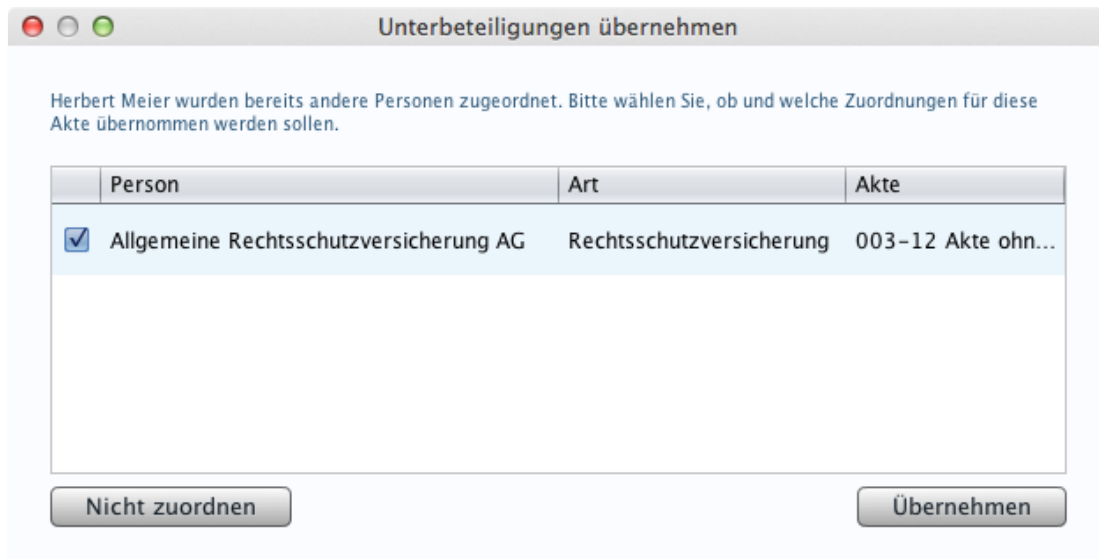 Unterbeteiligungen übernehmen
Herbert Meier wurden bereits andere Personen zugeordnet. Bitte wählen Sie, ob und welche Zuordnungen für diese
Akte übernommen werden sollen.
Person Art Akte
Allgemeine Rechtsschutzversicherung AG Rechtsschutzversicherung 003-12 Akte ohn...
Nicht zuordnen Übernehmen